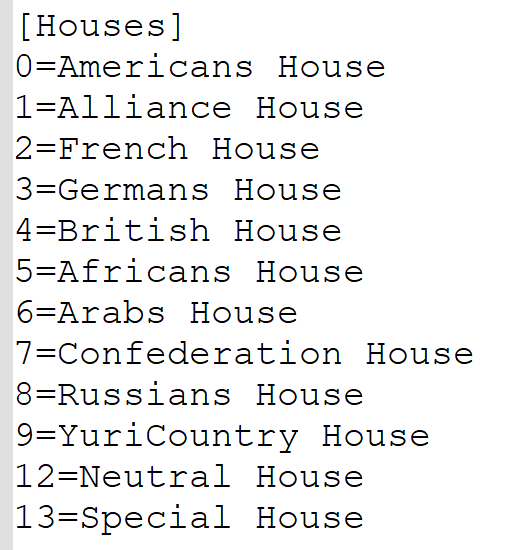 [Houses]
0=Americans House
1=Alliance House
2=French House
3=Germans House
4=British House
5=Africans House
6=Arabs House
7=Confederation House
8=Russians House
9=YuriCountry House
12=Neutral House
13=Special House